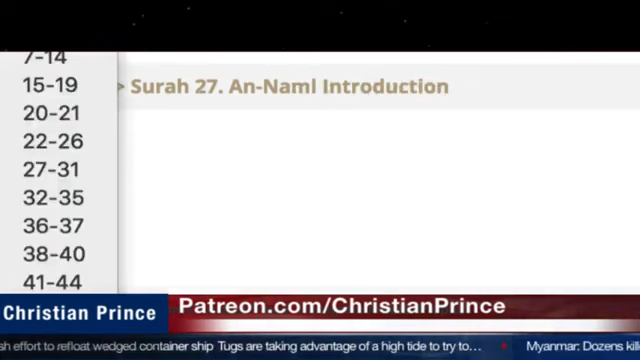 7-14
15-19
> Surah 27. An-Naml Introduction
20-21
22-26
27-31
32-35
36-37
38-40
41-44
Christian Prince
Patreon.com/ChristianPrince
sh effort to refloat wedged container ship Tugs are taking advantage of a high tide to try to… Myanmar: Dozens kill